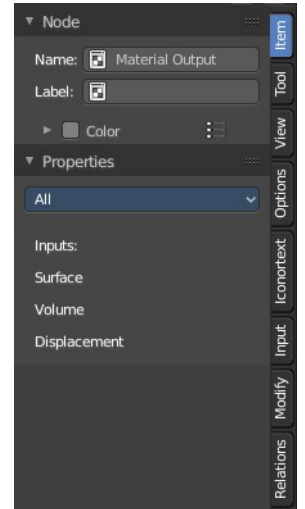 Node
Name: Material Output
Label:
Color
Properties
All
Inputs:
Surface
Volume
Displacement
Item
Tool
View
Options
Iconortext
Input
Modify
Relations